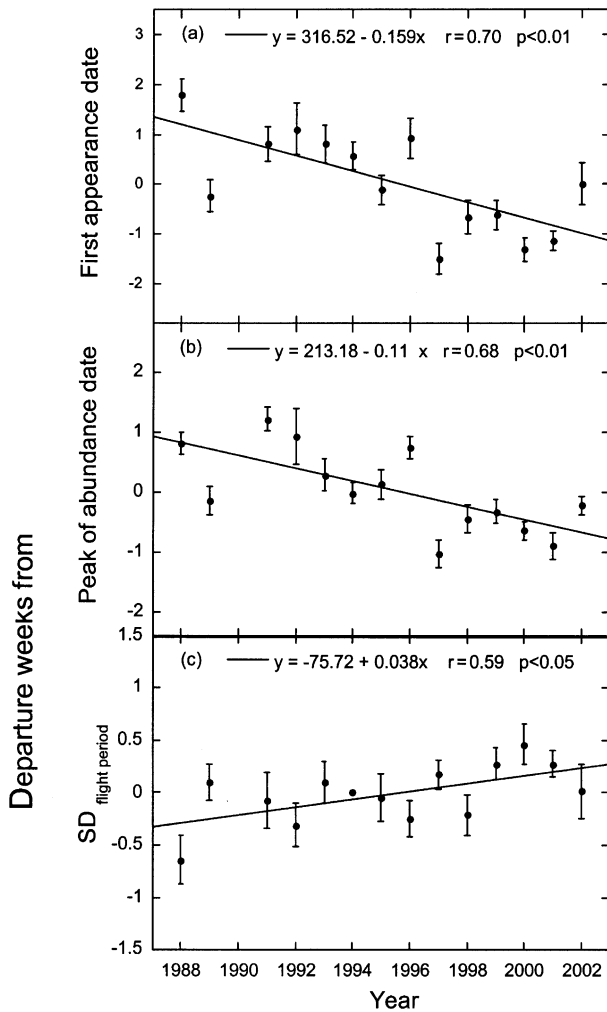 (a) y = 316.52 - 0.159x r = 0.70 p<0.01
3
2
1
0
-1
-2
First appearance date
(b) y = 213.18 - 0.11 x r = 0.68 p<0.01
2
1
0
-1
-2
Peak of abundance date
Departure weeks from
1.5
(c) y = -75.72 + 0.038x r = 0.59 p<0.05
1
0.5
0
-0.5
-1
-1.5
SD flight period
1988 1990 1992 1994 1996 1998 2000 2002
Year